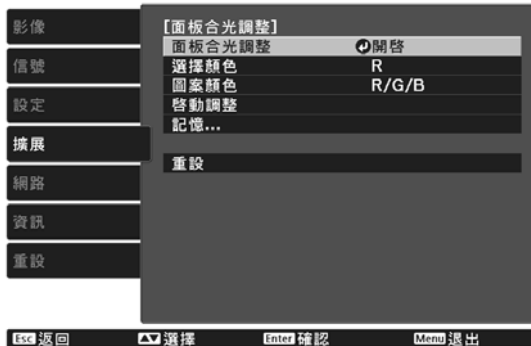 影像
信號
設定
擴展
網路
資訊
重設
[面板合光調整]
面板合光調整 開啓
選擇顏色 R
圖案顏色 R/G/B
啓動調整
記憶...
重設
Esc 返回 選擇 Enter 確認 Menu 退出